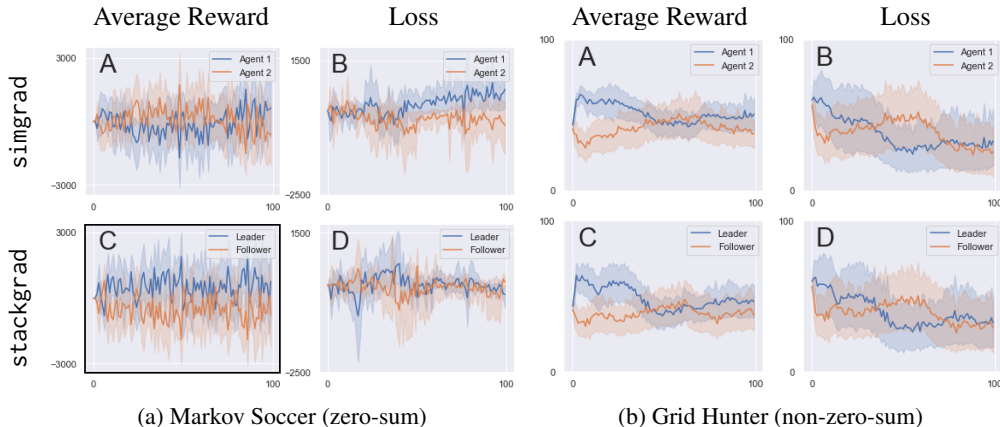 Average Reward
Loss
Average Reward
Loss
simgrad
3000
−3000
0
100
A
Agent 1
Agent 2
1500
−2500
0
100
B
Agent 1
Agent 2
100
0
0
100
A
Agent 1
Agent 2
100
0
0
100
B
Agent 1
Agent 2
stackgrad
3000
−3000
0
100
C
Leader
Follower
1500
−2500
0
100
D
Leader
Follower
100
0
0
100
C
Leader
Follower
100
0
0
100
D
Leader
Follower
(a) Markov Soccer (zero-sum)
(b) Grid Hunter (non-zero-sum)